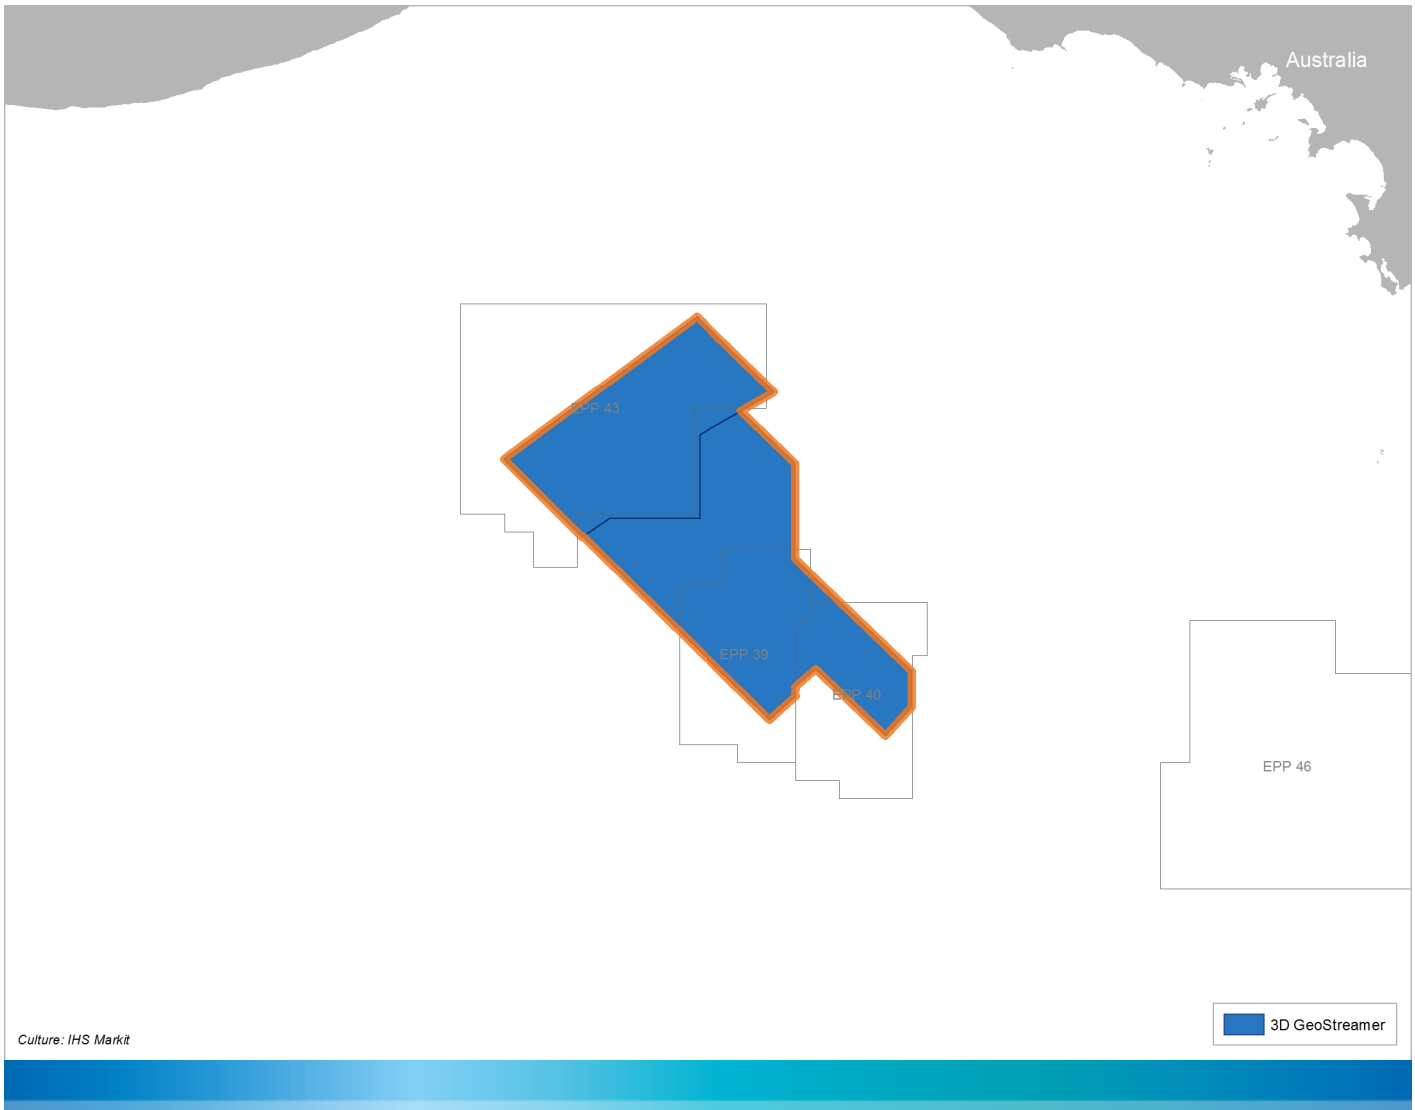 Australia
EPP 43
EPP 39
EPP 40
EPP 46
3D GeoStreamer
Culture: IHS Markit